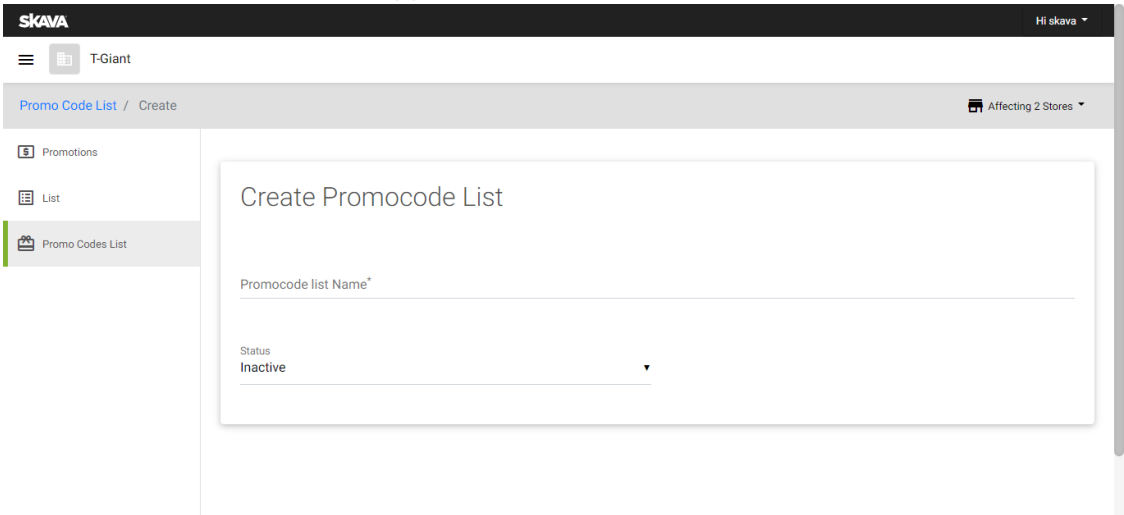 SKAVA
Hi skava
T-Giant
Promo Code List / Create
Affecting 2 Stores
Promotions
List
Promo Codes List
Create Promocode List
Promocode list Name*
Status
Inactive